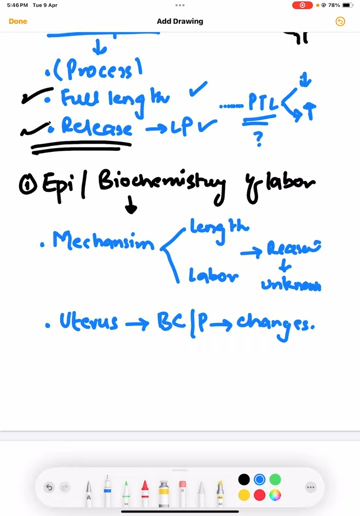 5:46 PM Tue 9 Apr
78%
Done
Add Drawing
↓
. (Process)
✓ . Full length ✓ ...... PTL < ↓ ↑
✓ . Release → LP ✓ ?
① Epi / Biochemistry of labor
↓
. Mechansim < length
Labor
→ Reason
↓
unknown
. Uterus → BC/P → changes.